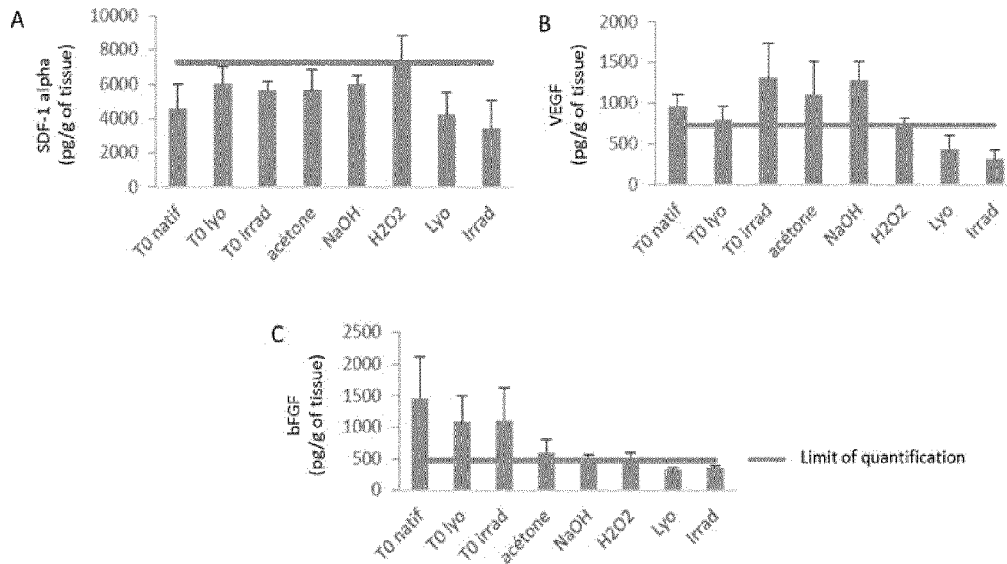 A
SDF-1 alpha
(pg/g of tissue)
10000
8000
6000
4000
2000
0
T0 natif
T0 lyo
T0 irrad
acétone
NaOH
H2O2
Lyo
Irrad
B
VEGF
(pg/g of tissue)
2000
1500
1000
500
0
T0 natif
T0 lyo
T0 irrad
acétone
NaOH
H2O2
Lyo
Irrad
C
bFGF
(pg/g of tissue)
2500
2000
1500
1000
500
0
T0 natif
T0 lyo
T0 irrad
acétone
NaOH
H2O2
Lyo
Irrad
Limit of quantification